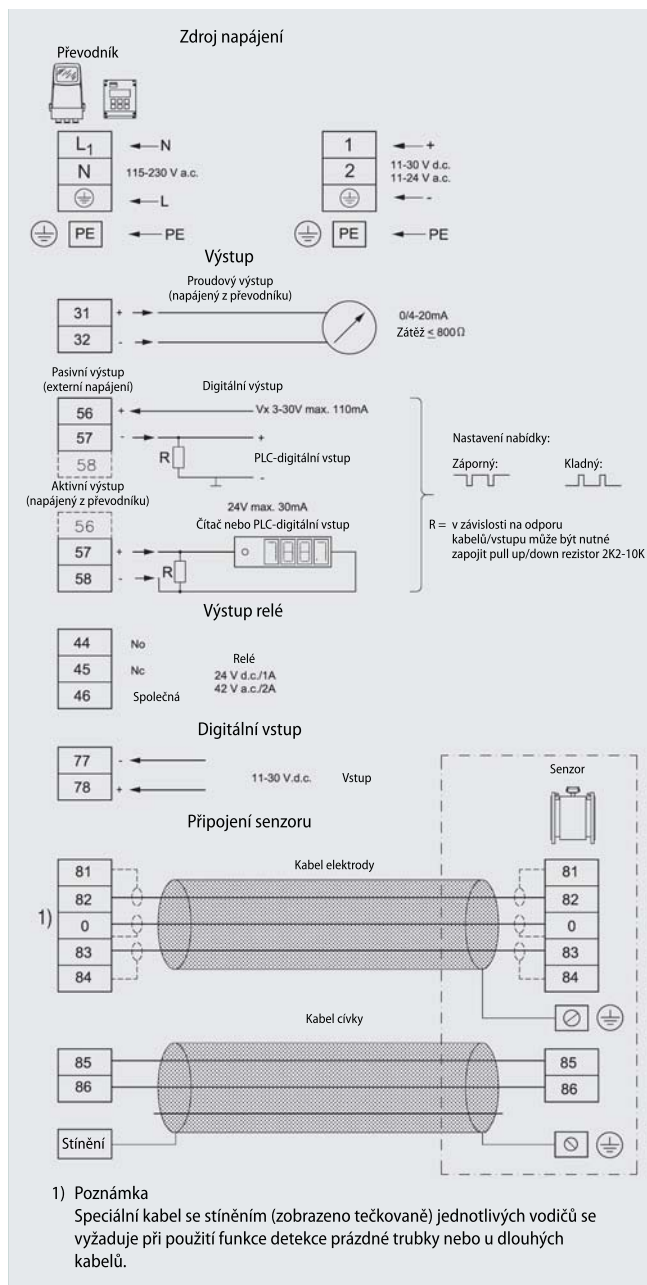 Zdroj napájení
Převodník
L1 N
N 115-230 V a.c.
L
PE PE
1 +
2 11-30 V d.c.
11-24 V a.c.
-
PE PE
Výstup
Proudový výstup
(napájený z převodníku)
31 +
32 -
0/4-20mA
Zátěž ≤ 800 Ω
Pasivní výstup
(externí napájení)
Digitální výstup
56 + Vx 3-30V max. 110mA
57 - +
R PLC-digitální vstup
58 -
Nastavení nabídky:
Záporný: Kladný:
Aktivní výstup
(napájený z převodníku)
24V max. 30mA
56 Čítač nebo PLC-digitální vstup
57 +
R
58 -
R = v závislosti na odporu
kabelů/vstupu může být nutné
zapojit pull up/down rezistor 2K2-10K
Výstup relé
44 No
45 Nc
46 Společná
Relé
24 V d.c./1A
42 V a.c./2A
Digitální vstup
77 -
78 +
11-30 V.d.c. Vstup
Senzor
Připojení senzoru
Kabel elektrody
81 81
82 82
1) 0 0
83 83
84 84
Kabel cívky
85 85
86 86
Stínění
1) Poznámka
Speciální kabel se stíněním (zobrazeno tečkovaně) jednotlivých vodičů se
vyžaduje při použití funkce detekce prázdné trubky nebo u dlouhých
kabelů.